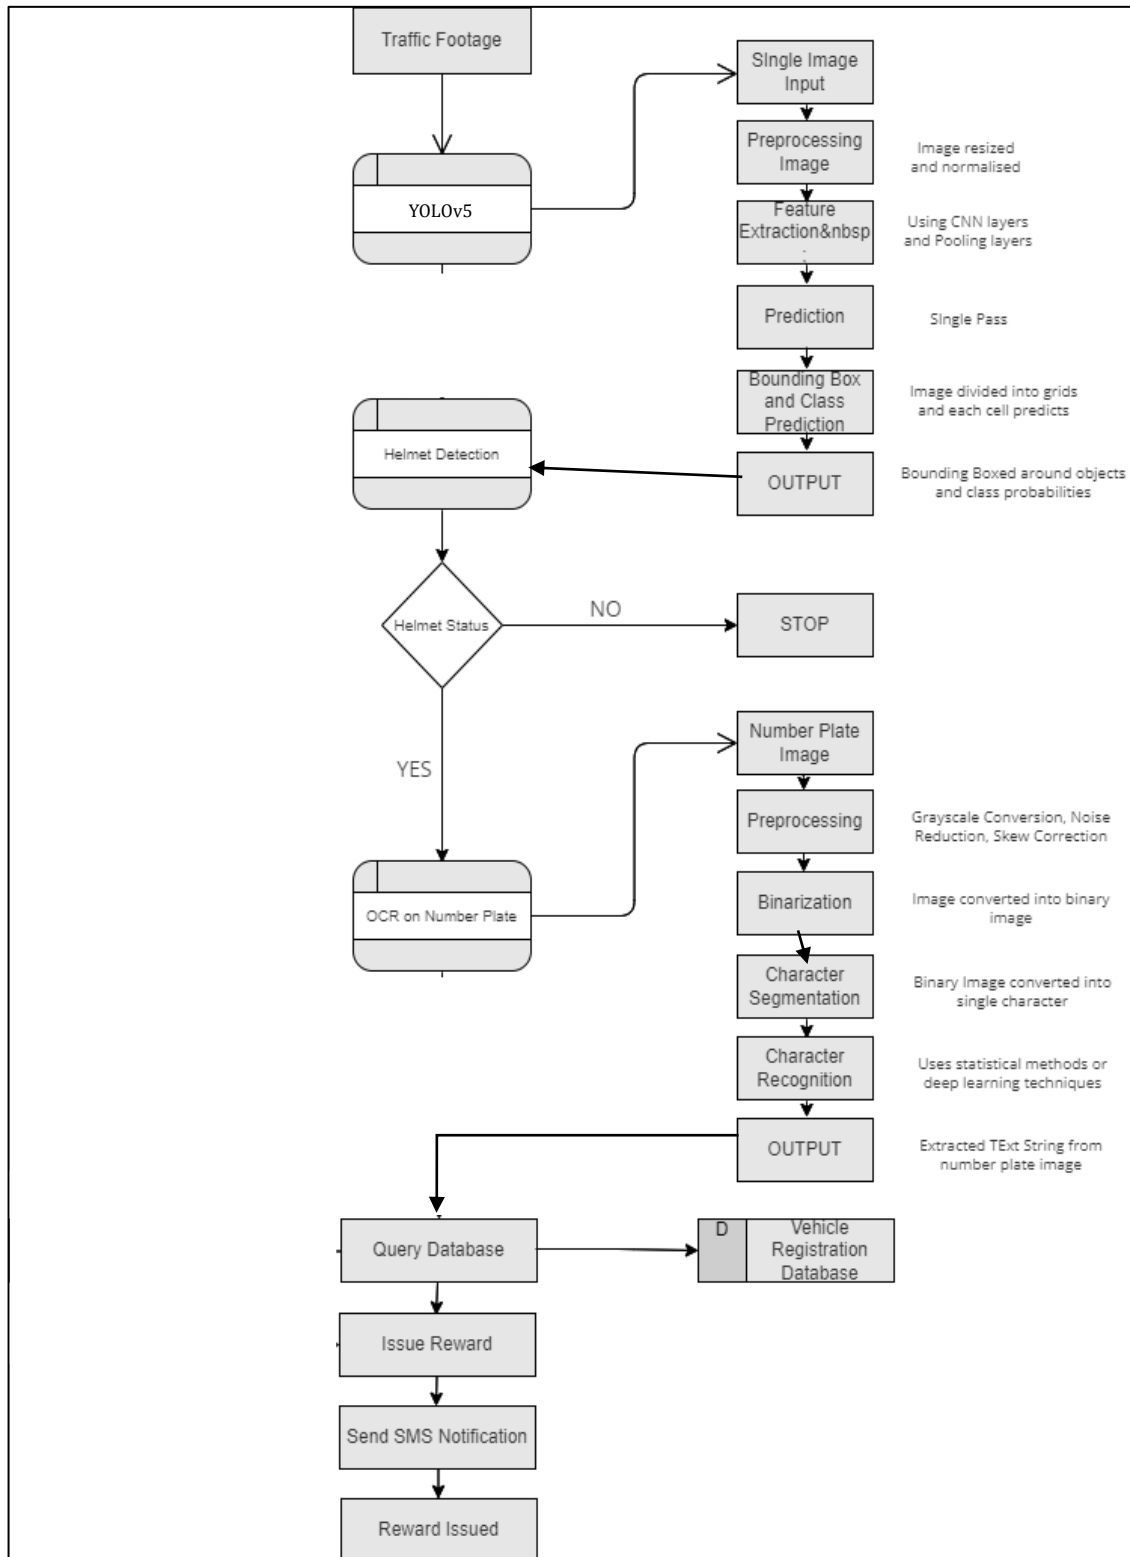 Traffic Footage
SIngle Image
Input
Preprocessing
Image
Image resized
and normalised
YOLOv5
Feature
Extraction&nbsp
;
Using CNN layers
and Pooling layers
Prediction
SIngle Pass
Bounding Box
and Class
Prediction
Image divided into grids
and each cell predicts
Helmet Detection
OUTPUT
Bounding Boxed around objects
and class probabilities
Helmet Status
NO
STOP
YES
Number Plate
Image
Preprocessing
Grayscale Conversion, Noise
Reduction, Skew Correction
OCR on Number Plate
Binarization
Image converted into binary
image
Character
Segmentation
Binary Image converted into
single character
Character
Recognition
Uses statistical methods or
deep learning techniques
OUTPUT
Extracted TExt String from
number plate image
Query Database
D
Vehicle
Registration
Database
Issue Reward
Send SMS Notification
Reward Issued